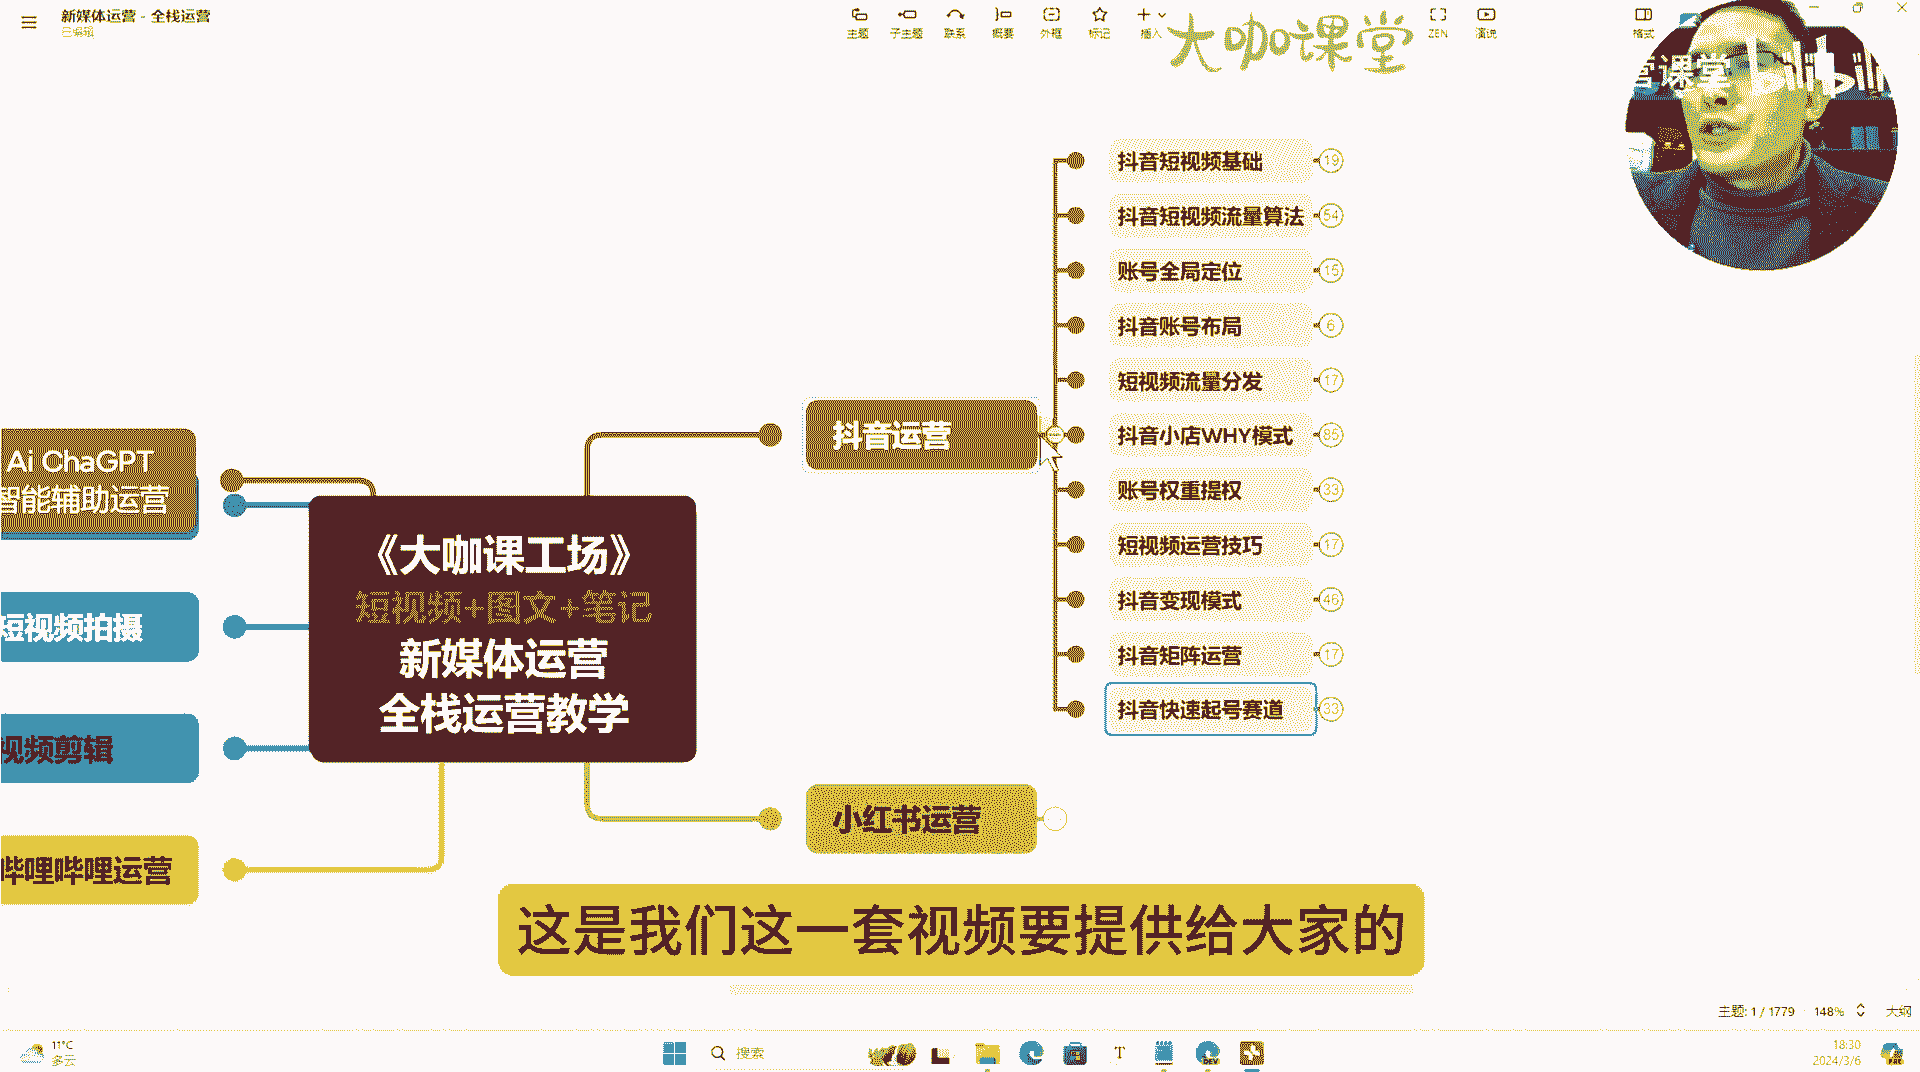 新媒体运营 - 全栈运营
已编辑
主题
子主题
联系
概要
外框
标记
插入
大咖课堂
ZEN
演说
格式
营课堂 bilibili
抖音短视频基础 19
抖音短视频流量算法 54
账号全局定位 15
抖音账号布局 6
短视频流量分发 17
抖音运营
抖音小店WHY模式 95
账号权重提权 33
短视频运营技巧 17
抖音变现模式 46
抖音矩阵运营 17
抖音快速起号赛道 33
Ai ChaGPT
智能辅助运营
短视频拍摄
视频剪辑
哔哩哔哩运营
《大咖课工场》
短视频+图文+笔记
新媒体运营
全栈运营教学
小红书运营
这是我们这一套视频要提供给大家的
主题: 1 / 1779
148%
大纲
11°C
多云
搜索
18:30
2024/3/6